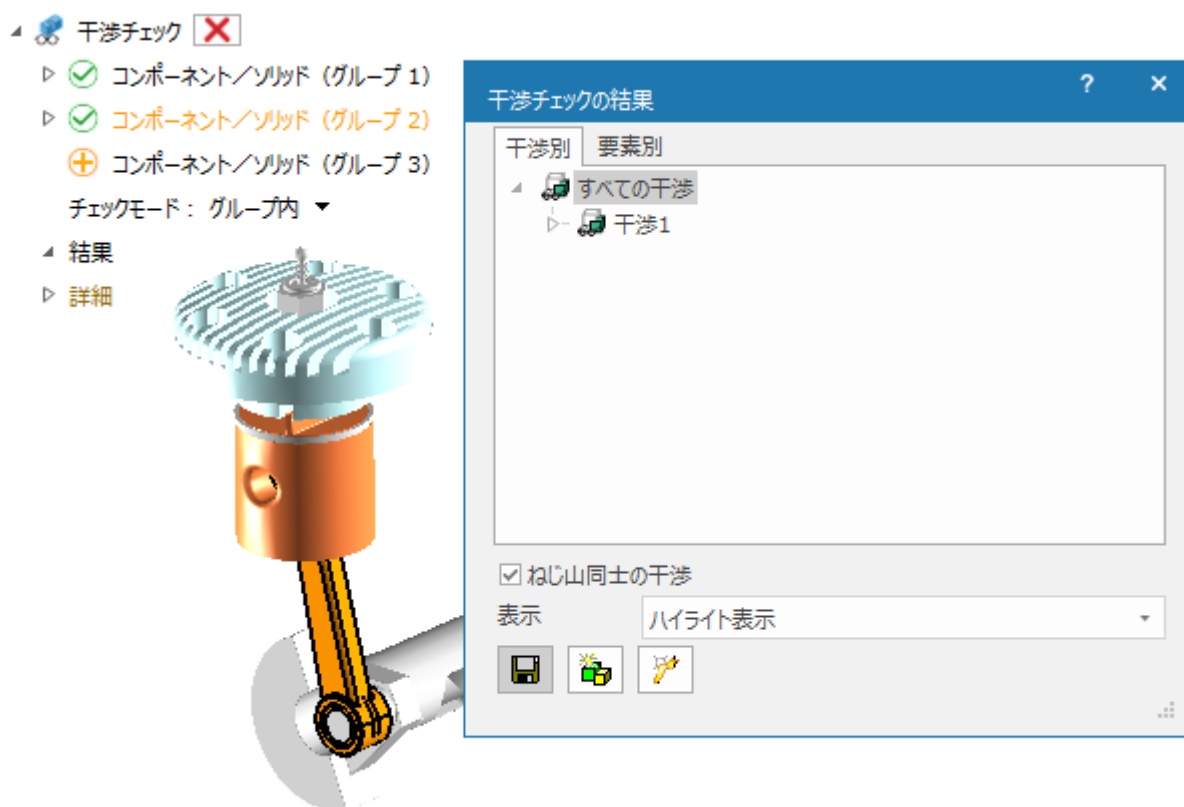 干渉チェック
コンポーネント／ソリッド（グループ 1）
コンポーネント／ソリッド（グループ 2）
コンポーネント／ソリッド（グループ 3）
チェックモード： グループ内
結果
詳細
干渉チェックの結果
?
干渉別 要素別
すべての干渉
干渉1
ねじ山同士の干渉
表示 ハイライト表示